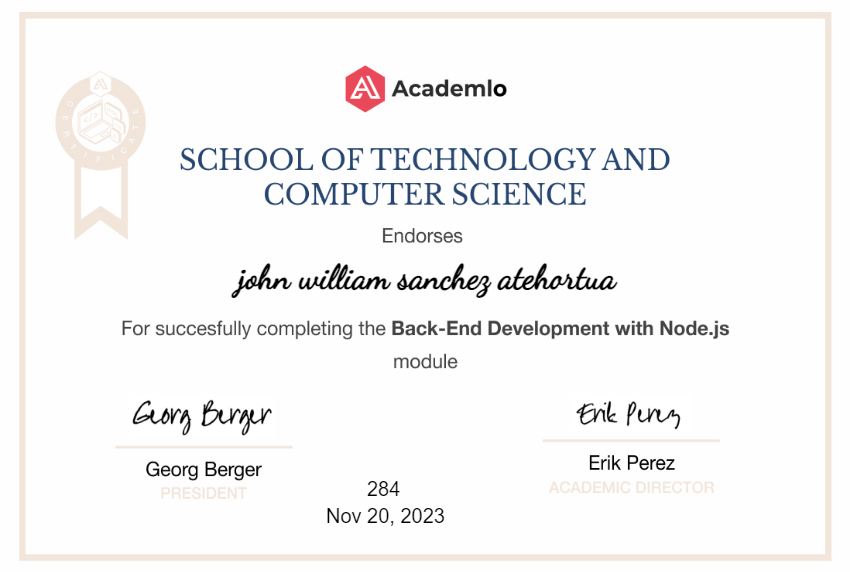 Academlo
CERTIFICATE
SCHOOL OF TECHNOLOGY AND
COMPUTER SCIENCE
Endorses
john william sanchez atehortua
For succesfully completing the Back-End Development with Node.js
module
Georg Berger
Erik Perez
Georg Berger
Erik Perez
PRESIDENT
ACADEMIC DIRECTOR
284
Nov 20, 2023